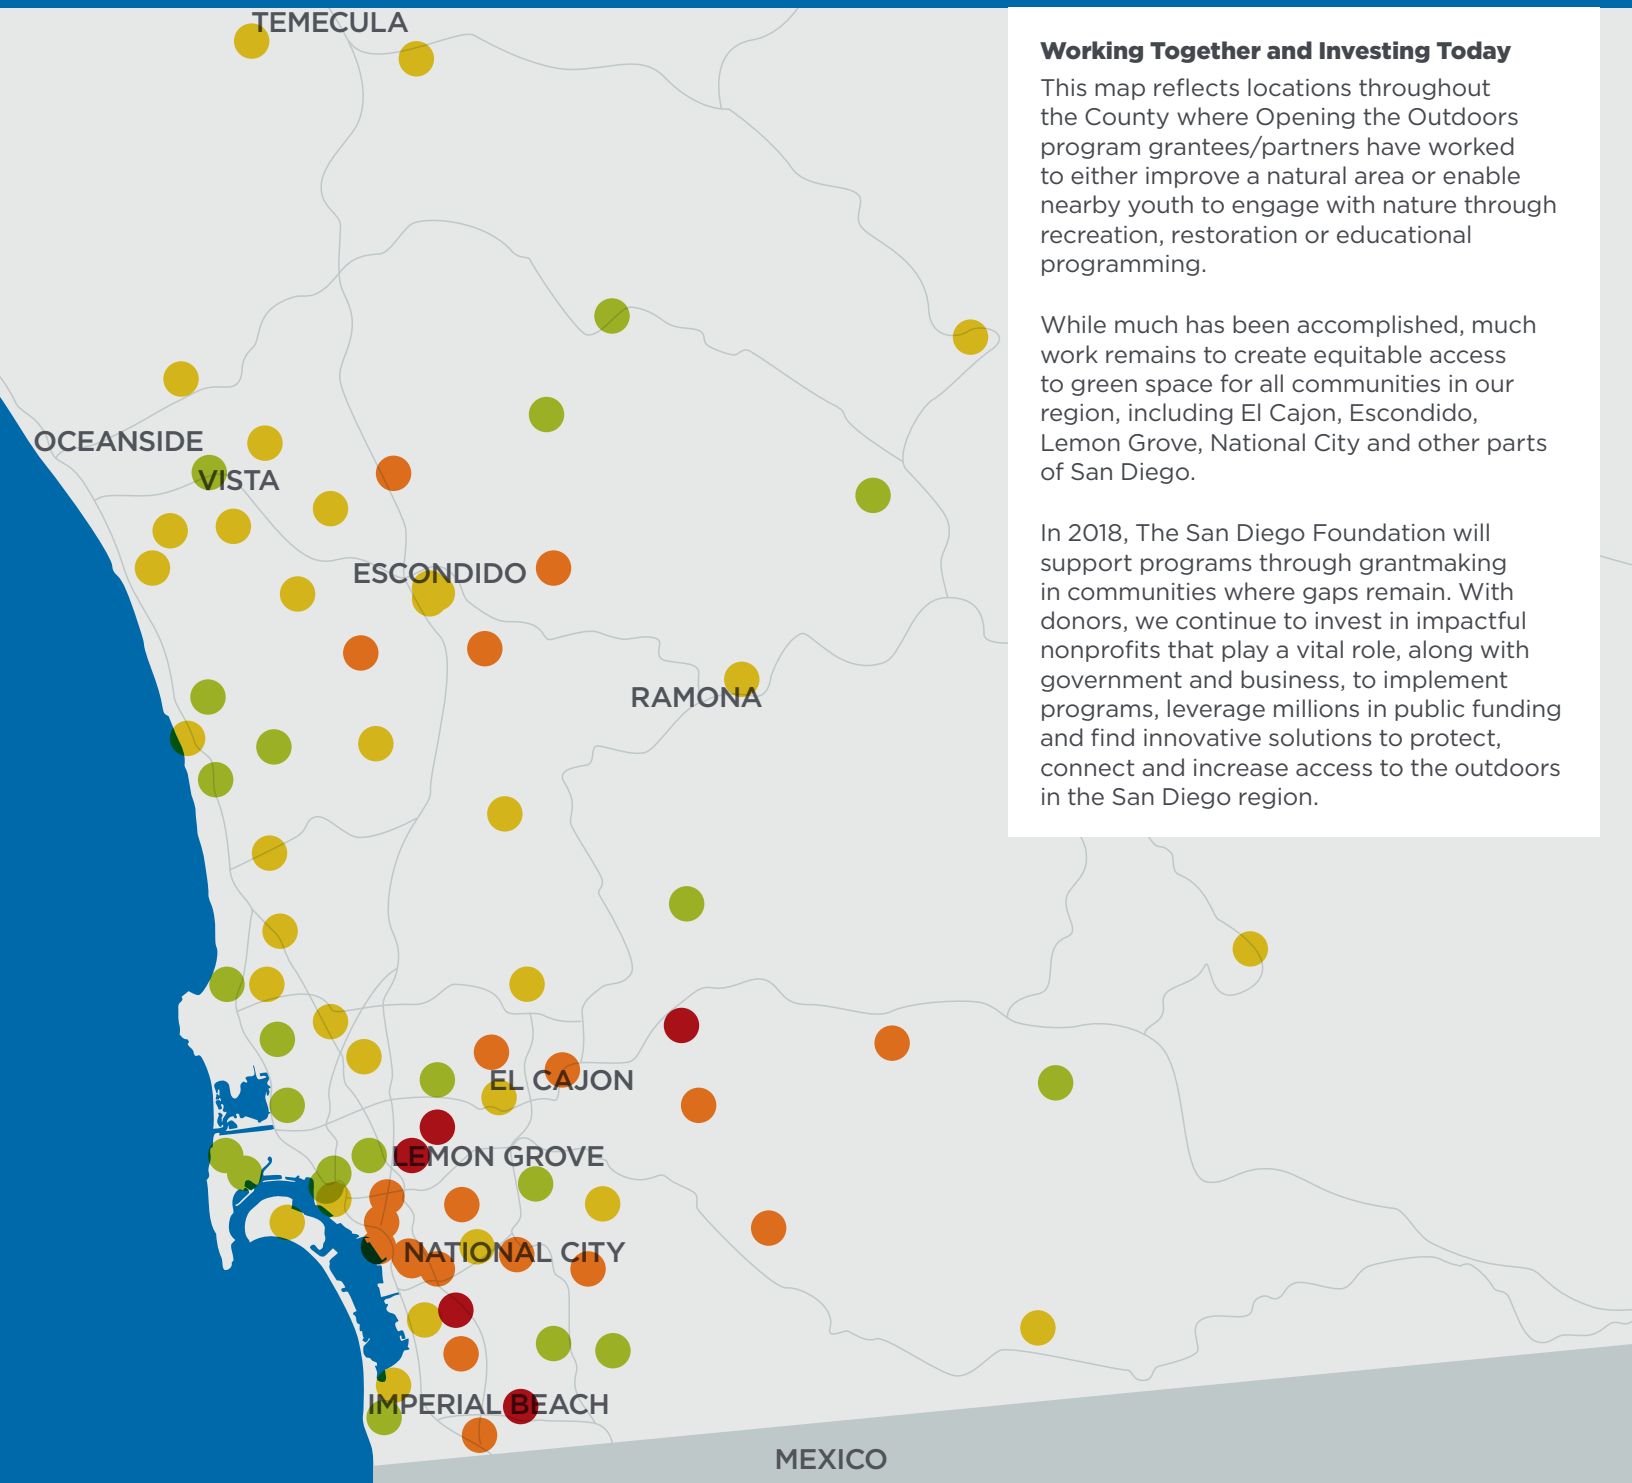 TEMECULA
Working Together and Investing Today
This map reflects locations throughout
the County where Opening the Outdoors
program grantees/partners have worked
to either improve a natural area or enable
nearby youth to engage with nature through
recreation, restoration or educational
programming.
While much has been accomplished, much
work remains to create equitable access
to green space for all communities in our
region, including El Cajon, Escondido,
Lemon Grove, National City and other parts
of San Diego.
In 2018, The San Diego Foundation will
support programs through grantmaking
in communities where gaps remain. With
donors, we continue to invest in impactful
nonprofits that play a vital role, along with
government and business, to implement
programs, leverage millions in public funding
and find innovative solutions to protect,
connect and increase access to the outdoors
in the San Diego region.
OCEANSIDE
VISTA
ESCONDIDO
RAMONA
EL CAJON
LEMON GROVE
NATIONAL CITY
IMPERIAL BEACH
MEXICO